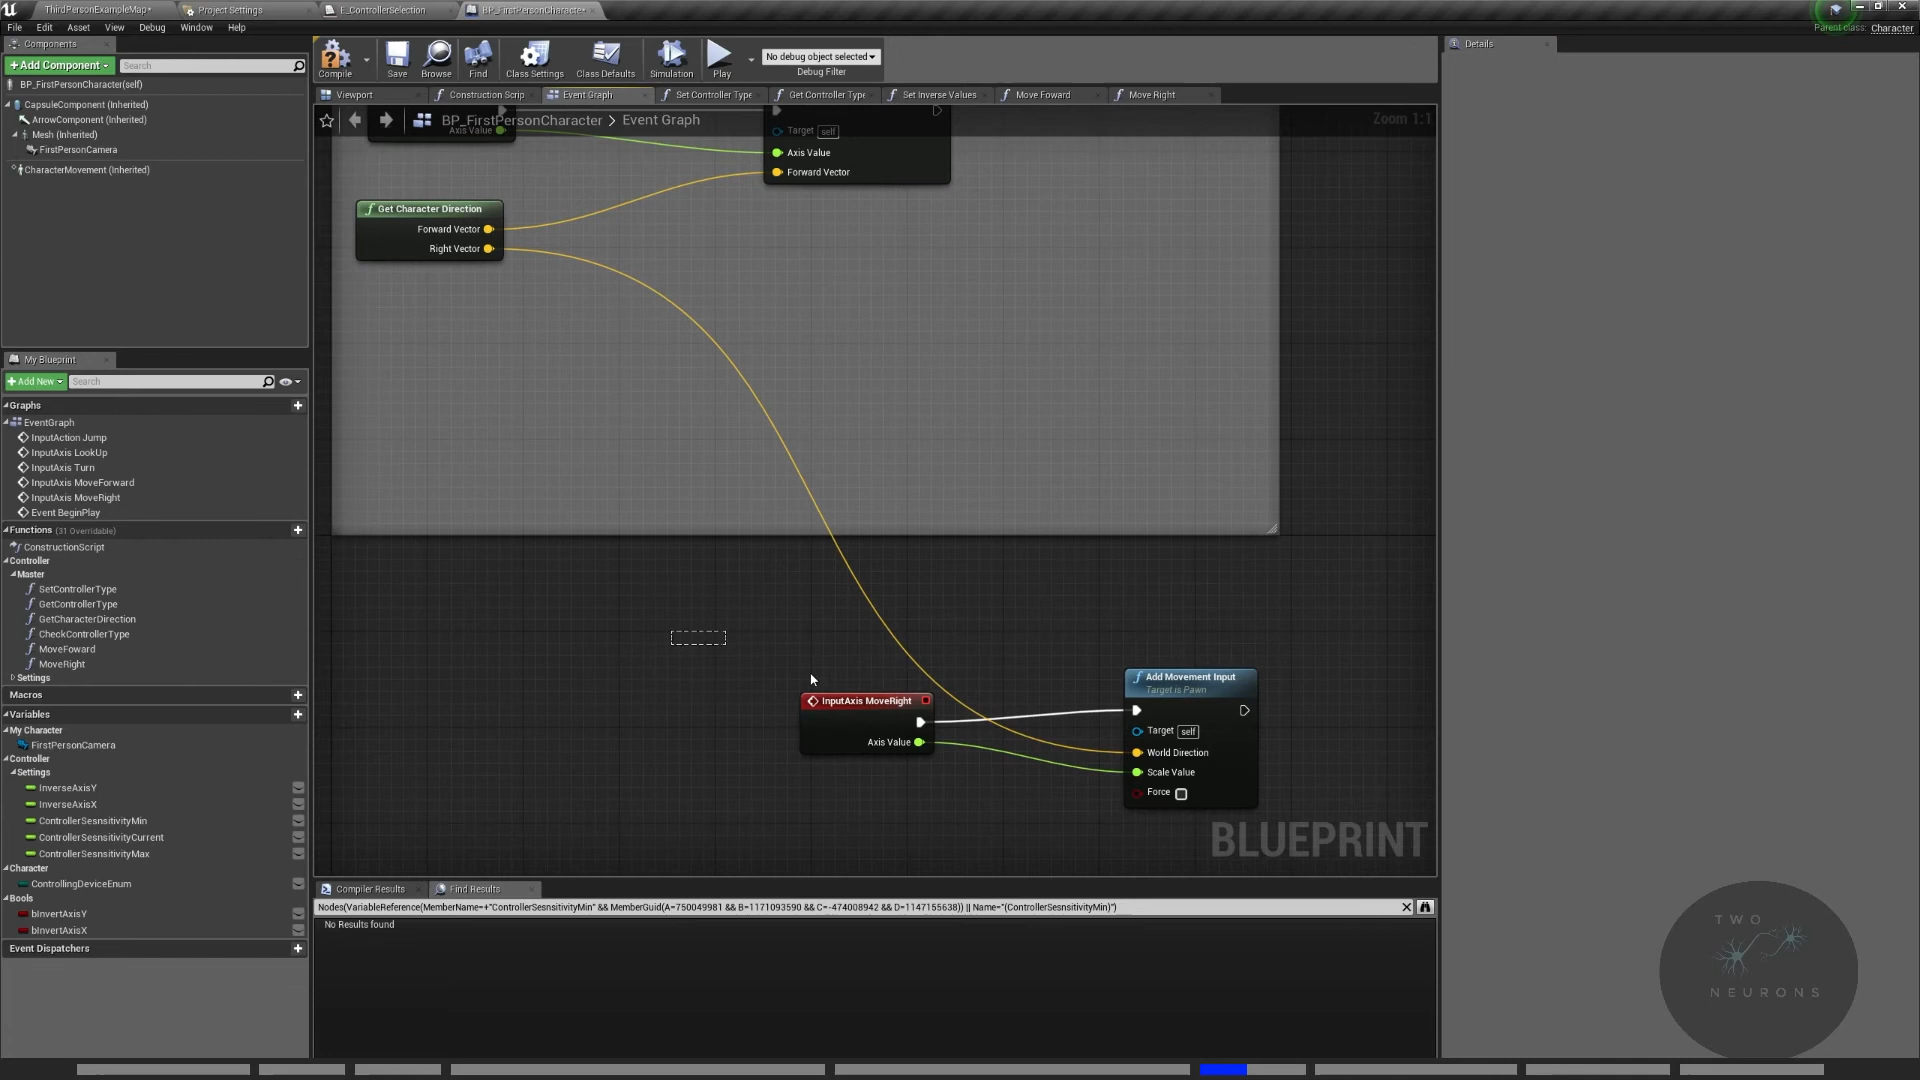 ThirdPersonExampleMap*
Project Settings
E_ControllerSelection
BP_FirstPersonCharacte*
File Edit Asset View Debug Window Help
Parent class: Character
Components
+Add Component
Search
BP_FirstPersonCharacter(self)
CapsuleComponent (Inherited)
ArrowComponent (Inherited)
Mesh (Inherited)
FirstPersonCamera
CharacterMovement (Inherited)
Compile
Save
Browse
Find
Class Settings
Class Defaults
Simulation
Play
No debug object selected
Debug Filter
Details
Viewport
Construction Scrip
Event Graph
Set Controller Type
Get Controller Type
Set Inverse Values
Move Foward
Move Right
BP_FirstPersonCharacter > Event Graph
Zoom 1:1
Axis Value
Target self
Axis Value
Forward Vector
Get Character Direction
Forward Vector
Right Vector
InputAxis MoveRight
Axis Value
Add Movement Input
Target is Pawn
Target self
World Direction
Scale Value
Force
BLUEPRINT
My Blueprint
+Add New
Search
Graphs
EventGraph
InputAction Jump
InputAxis LookUp
InputAxis Turn
InputAxis MoveForward
InputAxis MoveRight
Event BeginPlay
Functions (31 Overridable)
ConstructionScript
Controller
Master
SetControllerType
GetControllerType
GetCharacterDirection
CheckControllerType
MoveFoward
MoveRight
Settings
Macros
Variables
My Character
FirstPersonCamera
Controller
Settings
InverseAxisY
InverseAxisX
ControllerSesnsitivityMin
ControllerSesnsitivityCurrent
ControllerSesnsitivityMax
Character
ControllingDeviceEnum
Bools
bInvertAxisY
bInvertAxisX
Event Dispatchers
Compiler Results
Find Results
Nodes(VariableReference(MemberName=+"ControllerSesnsitivityMin" && MemberGuid(A=750049981 && B=1171093590 && C=-474008942 && D=1147155638)) || Name="(ControllerSesnsitivityMin)")
No Results found
TWO
NEURONS